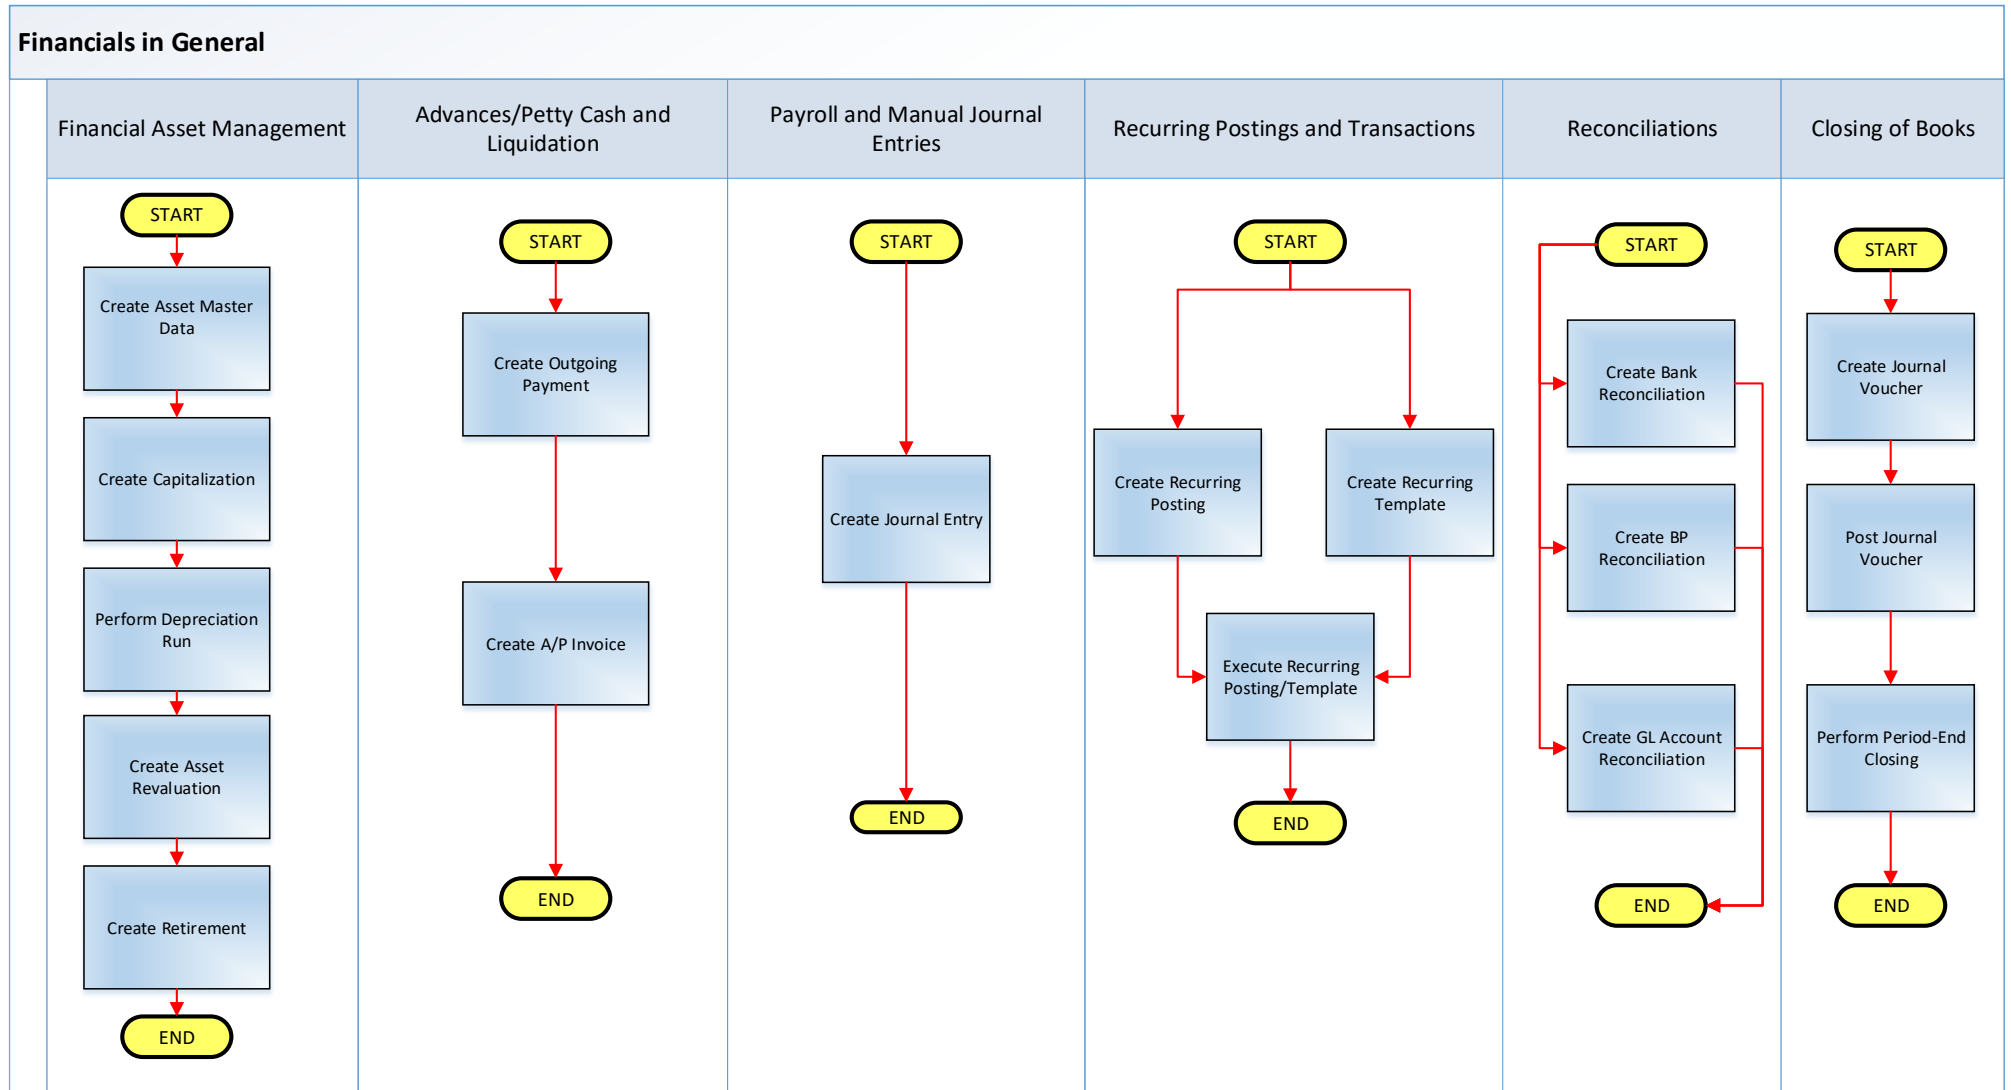 Financials in General
Financial Asset Management
Advances/Petty Cash and
Liquidation
Payroll and Manual Journal
Entries
Recurring Postings and Transactions
Reconciliations
Closing of Books
START
Create Asset Master
Data
Create Capitalization
Perform Depreciation
Run
Create Asset
Revaluation
Create Retirement
END
START
Create Outgoing
Payment
Create A/P Invoice
END
START
Create Journal Entry
END
START
Create Recurring
Posting
Create Recurring
Template
Execute Recurring
Posting/Template
END
START
Create Bank
Reconciliation
Create BP
Reconciliation
Create GL Account
Reconciliation
END
START
Create Journal
Voucher
Post Journal
Voucher
Perform Period-End
Closing
END